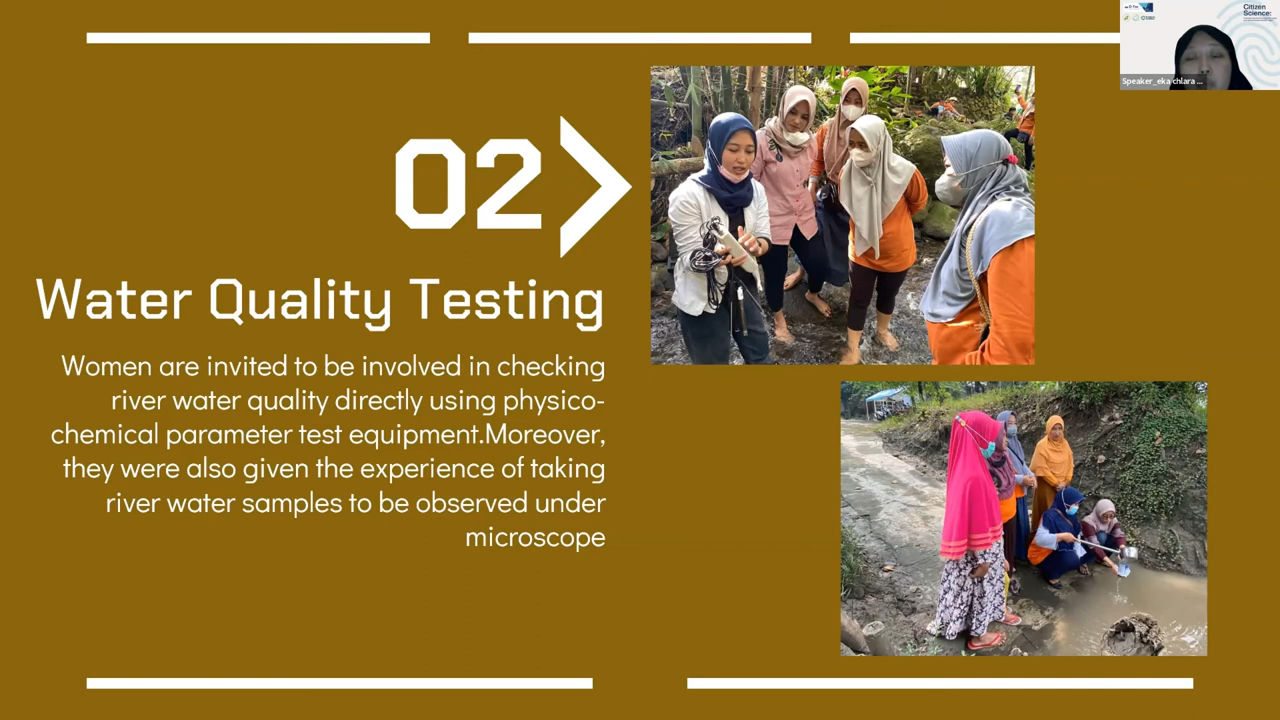 02
Water Quality Testing
Women are invited to be involved in checking
river water quality directly using physico-
chemical parameter test equipment.Moreover,
they were also given the experience of taking
river water samples to be observed under
microscope
Citizen
Science:
Speaker_eka chlara ...